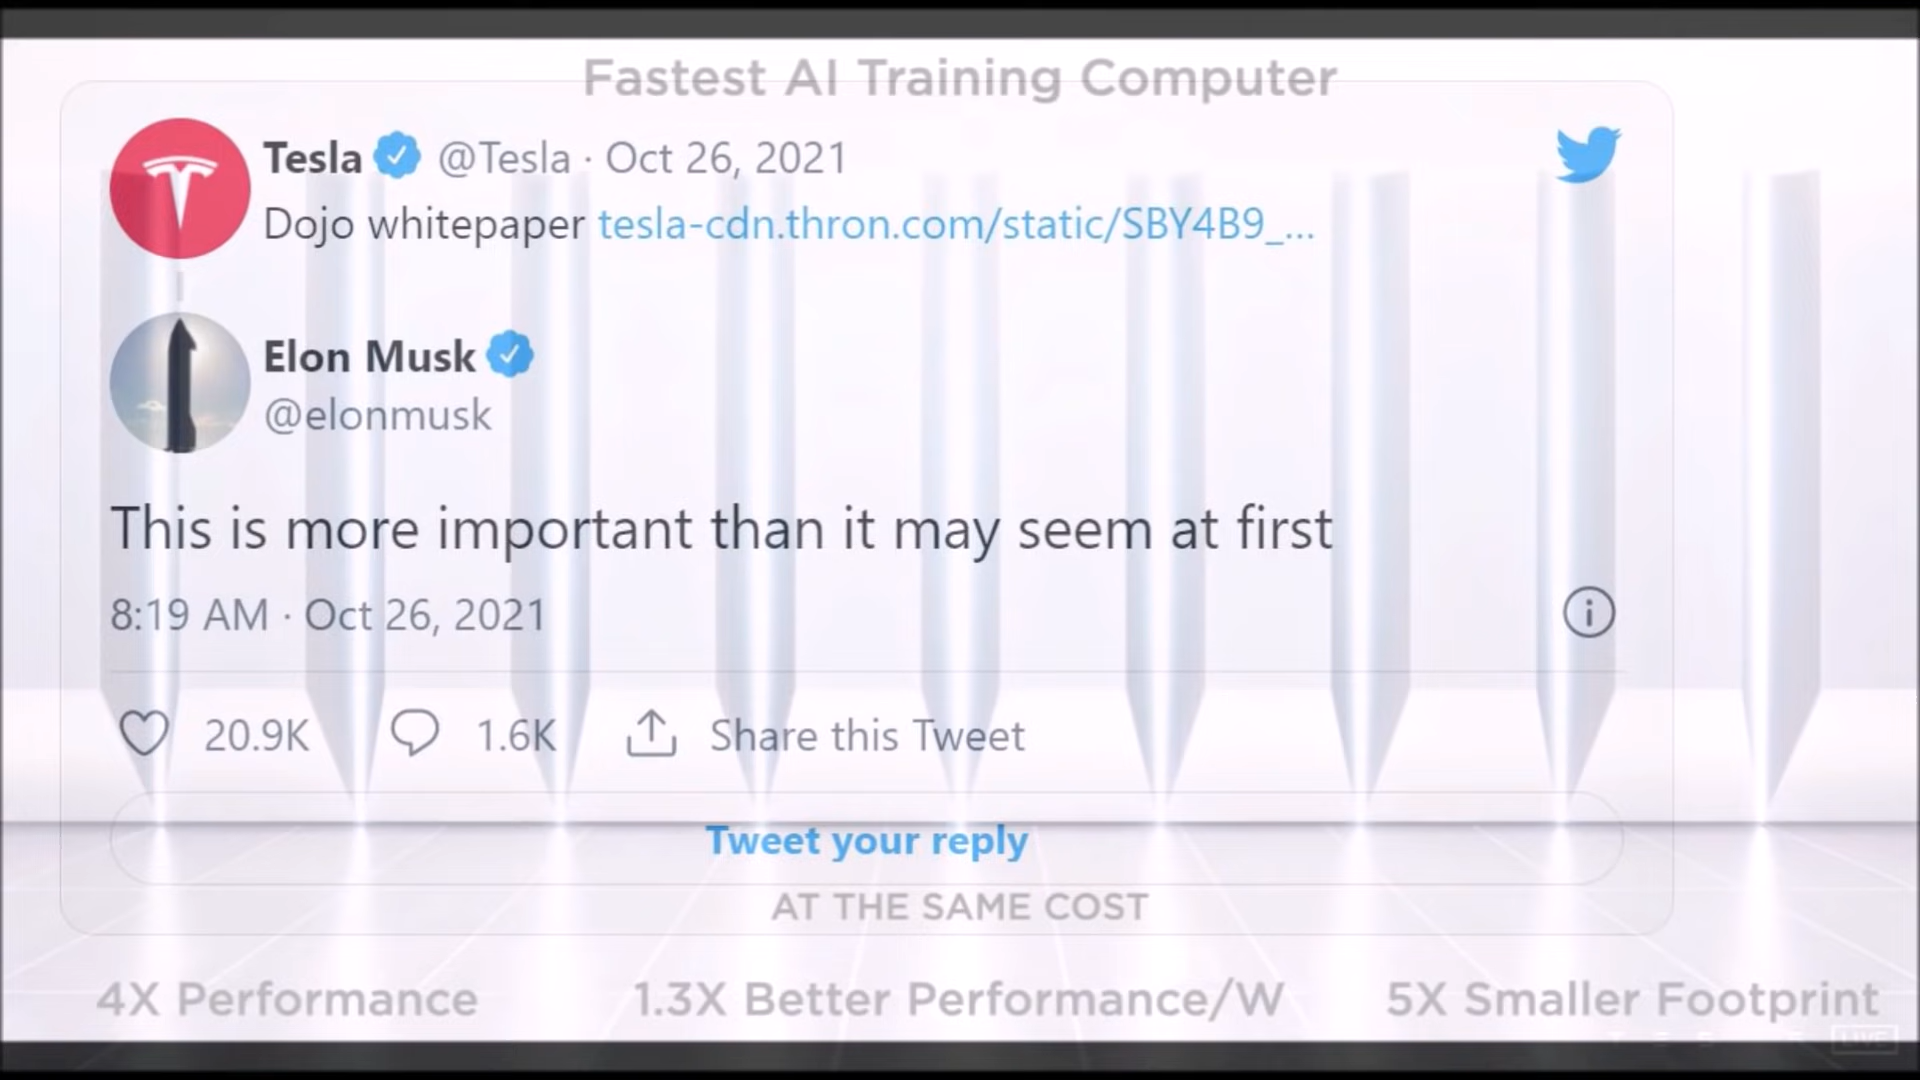 Fastest AI Training Computer
Tesla @Tesla · Oct 26, 2021
Dojo whitepaper tesla-cdn.thron.com/static/SBY4B9_...
Elon Musk
@elonmusk
This is more important than it may seem at first
8:19 AM · Oct 26, 2021
20.9K 1.6K Share this Tweet
Tweet your reply
AT THE SAME COST
4X Performance 1.3X Better Performance/W 5X Smaller Footprint
LIVE